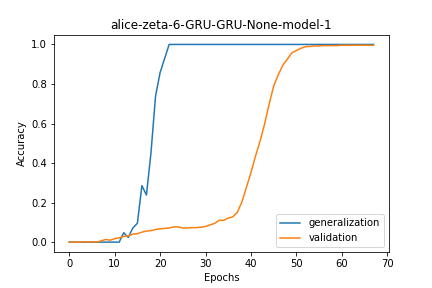 alice-zeta-6-GRU-GRU-None-model-1
1.0
0.8
0.6
0.4
0.2
0.0
Accuracy
0 10 20 30 40 50 60 70
Epochs
generalization
validation